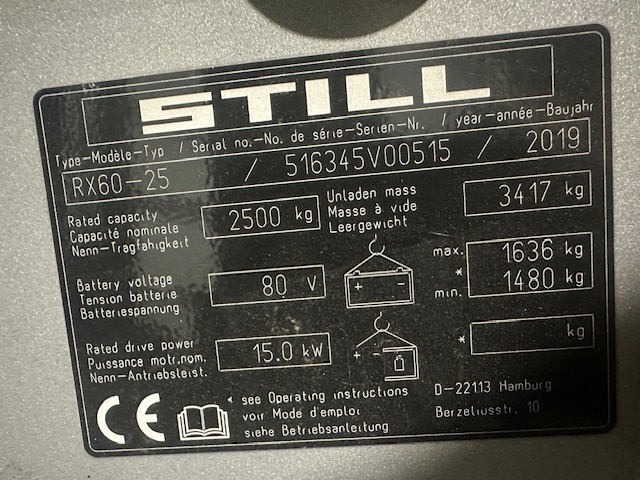 STILL
Type-Modèle-Typ / Serial no.-No. de série-Serien-Nr. / year-année-Baujahr
RX60-25 / 516345V00515 / 2019
Rated capacity
Capacité nominale
Nenn-Tragfähigkeit
2500 kg
Unladen mass
Masse à vide
Leergewicht
3417 kg
Battery voltage
Tension batterie
Batteriespannung
80 V
+ -
max. 1636 kg
*
min. 1480 kg
Rated drive power
Puissance motr.nom.
Nenn-Antriebsleist.
15.0 kW
+ -
* kg
CE
* see Operating instructions
voir Mode d'emploi
siehe Betriebsanleitung
D-22113 Hamburg
Berzeliusstr. 10